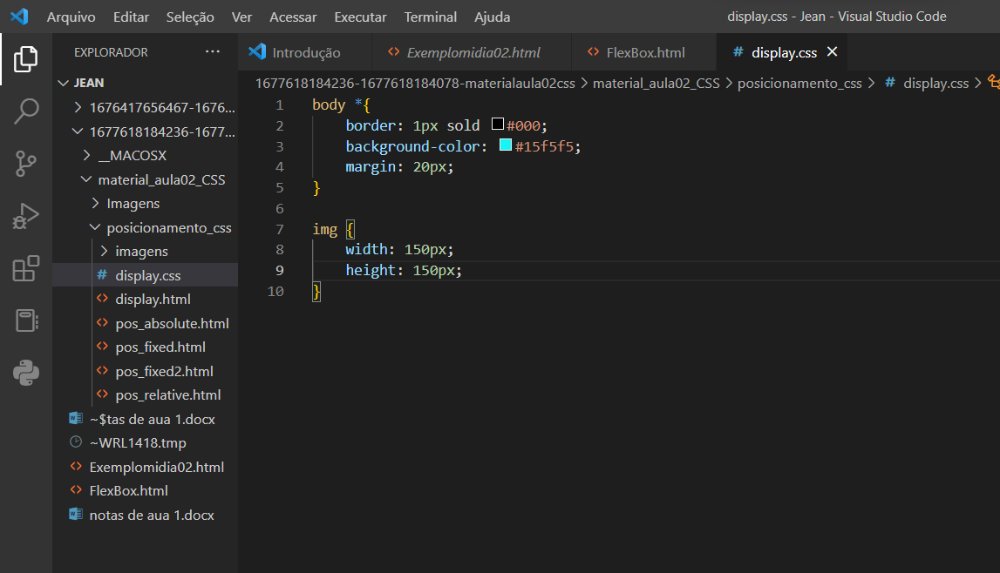 Arquivo Editar Seleção Ver Acessar Executar Terminal Ajuda display.css - Jean - Visual Studio Code
EXPLORADOR ···
Introdução Exemplomidia02.html FlexBox.html display.css
1677618184236-1677618184078-materialaula02css > material_aula02_CSS > posicionamento_css > # display.css >
JEAN
1676417656467-1676...
1677618184236-1677...
__MACOSX
material_aula02_CSS
Imagens
posicionamento_css
imagens
# display.css
<> display.html
<> pos_absolute.html
<> pos_fixed.html
<> pos_fixed2.html
<> pos_relative.html
~$tas de aua 1.docx
~WRL1418.tmp
<> Exemplomidia02.html
<> FlexBox.html
notas de aua 1.docx
1 body *{
2 border: 1px sold #000;
3 background-color: #15f5f5;
4 margin: 20px;
5 }
6
7 img {
8 width: 150px;
9 height: 150px;
10 }